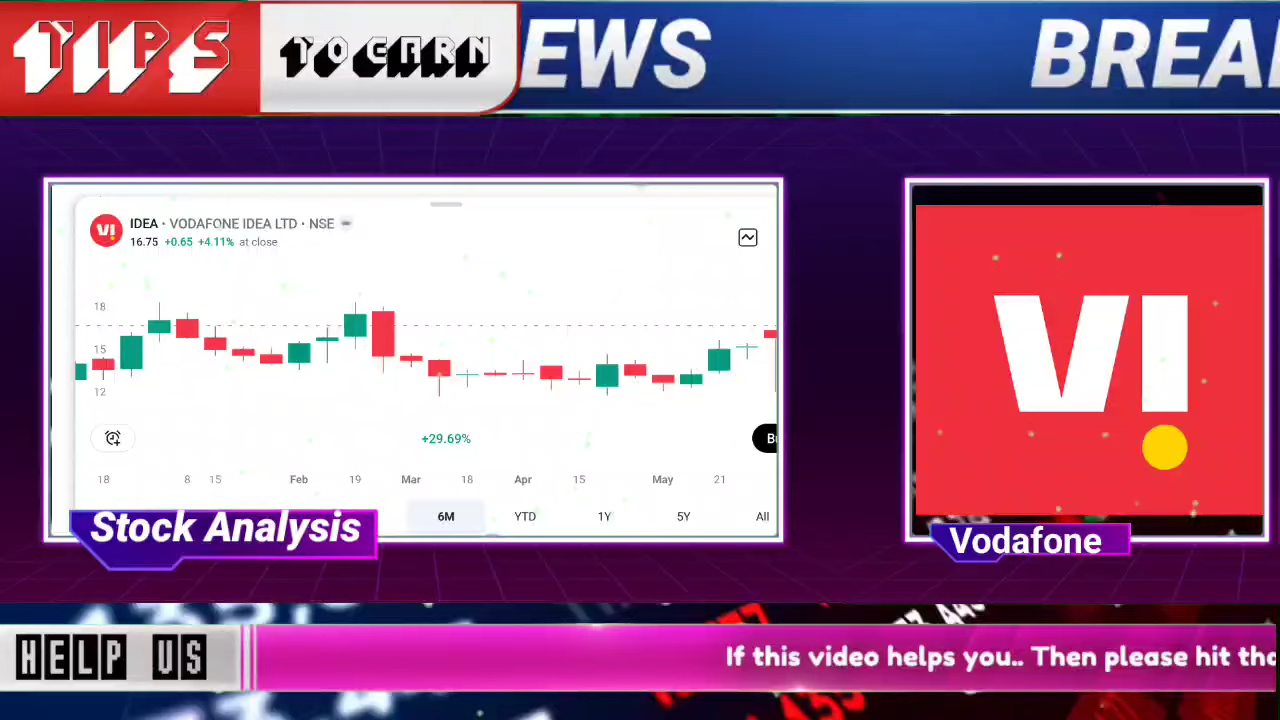 TIPS
TO EARN
EWS
BREA
IDEA • VODAFONE IDEA LTD • NSE
16.75 +0.65 +4.11% at close
18
15
12
+29.69%
18 8 15 Feb 19 Mar 18 Apr 15 May 21
6M YTD 1Y 5Y All
Stock Analysis
VI
Vodafone
HELP US
If this video helps you.. Then please hit